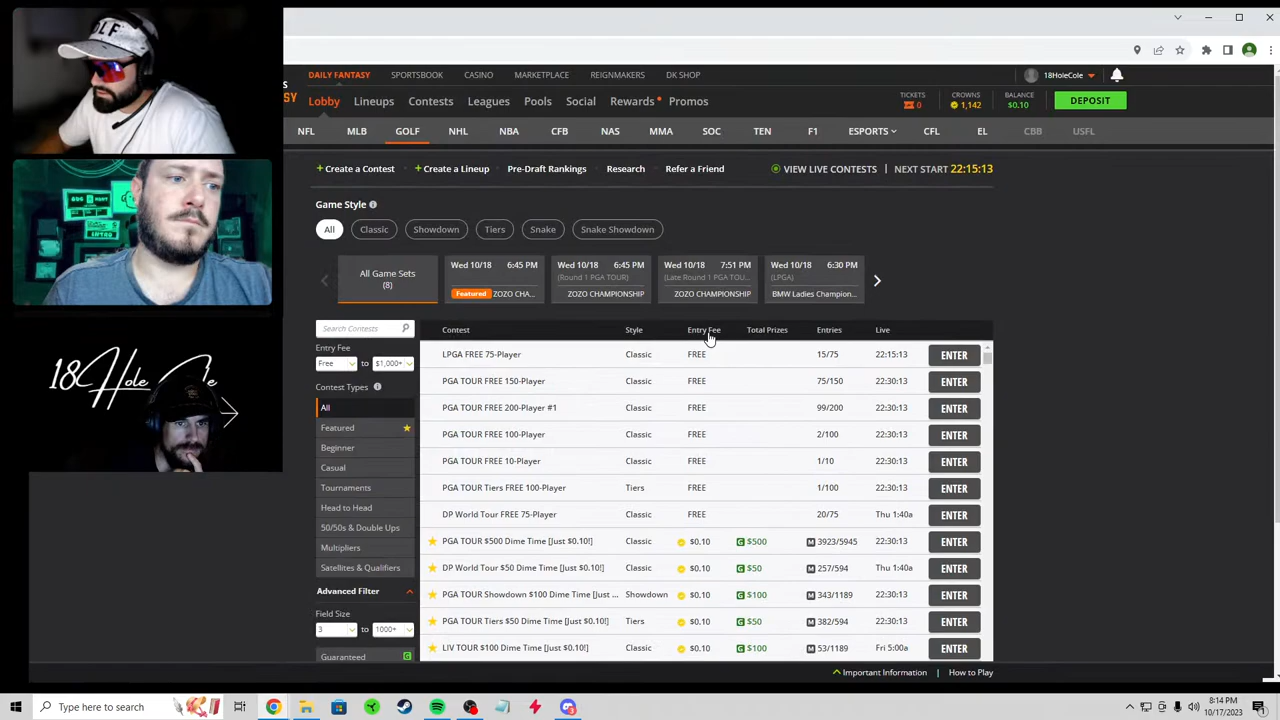 DAILY FANTASY SPORTSBOOK CASINO MARKETPLACE REIGNMAKERS DK SHOP
18HoleCole
Lobby Lineups Contests Leagues Pools Social Rewards Promos
TICKETS 0 CROWNS 1,142 BALANCE $0.10 DEPOSIT
NFL MLB GOLF NHL NBA CFB NAS MMA SOC TEN F1 ESPORTS CFL EL CBB USFL
+ Create a Contest + Create a Lineup Pre-Draft Rankings Research Refer a Friend VIEW LIVE CONTESTS NEXT START 22:15:13
Game Style
All Classic Showdown Tiers Snake Snake Showdown
All Game Sets (8)
Wed 10/18 6:45 PM
Featured ZOZO CHA...
Wed 10/18 6:45 PM
(Round 1 PGA TOUR)
ZOZO CHAMPIONSHIP
Wed 10/18 7:51 PM
(Late Round 1 PGA TOU...
ZOZO CHAMPIONSHIP
Wed 10/18 6:30 PM
(LPGA)
BMW Ladies Champion...
Search Contests
Entry Fee
Free to $1,000+
Contest Types
All
Featured
Beginner
Casual
Tournaments
Head to Head
50/50s & Double Ups
Multipliers
Satellites & Qualifiers
Advanced Filter
Field Size
3 to 1000+
Guaranteed G
Contest Style Entry Fee Total Prizes Entries Live
LPGA FREE 75-Player Classic FREE 15/75 22:15:13 ENTER
PGA TOUR FREE 150-Player Classic FREE 75/150 22:30:13 ENTER
PGA TOUR FREE 200-Player #1 Classic FREE 99/200 22:30:13 ENTER
PGA TOUR FREE 100-Player Classic FREE 2/100 22:30:13 ENTER
PGA TOUR FREE 10-Player Classic FREE 1/10 22:30:13 ENTER
PGA TOUR Tiers FREE 100-Player Tiers FREE 1/100 22:30:13 ENTER
DP World Tour FREE 75-Player Classic FREE 20/75 Thu 1:40a ENTER
PGA TOUR $500 Dime Time [Just $0.10!] Classic $0.10 G $500 M 3923/5945 22:30:13 ENTER
DP World Tour $50 Dime Time [Just $0.10!] Classic $0.10 G $50 M 257/594 Thu 1:40a ENTER
PGA TOUR Showdown $100 Dime Time [Just ... Showdown $0.10 G $100 M 343/1189 22:30:13 ENTER
PGA TOUR Tiers $50 Dime Time [Just $0.10!] Tiers $0.10 G $50 M 382/594 22:30:13 ENTER
LIV TOUR $100 Dime Time [Just $0.10!] Classic $0.10 G $100 M 53/1189 Fri 5:00a ENTER
Important Information How to Play
Type here to search
8:14 PM
10/17/2023